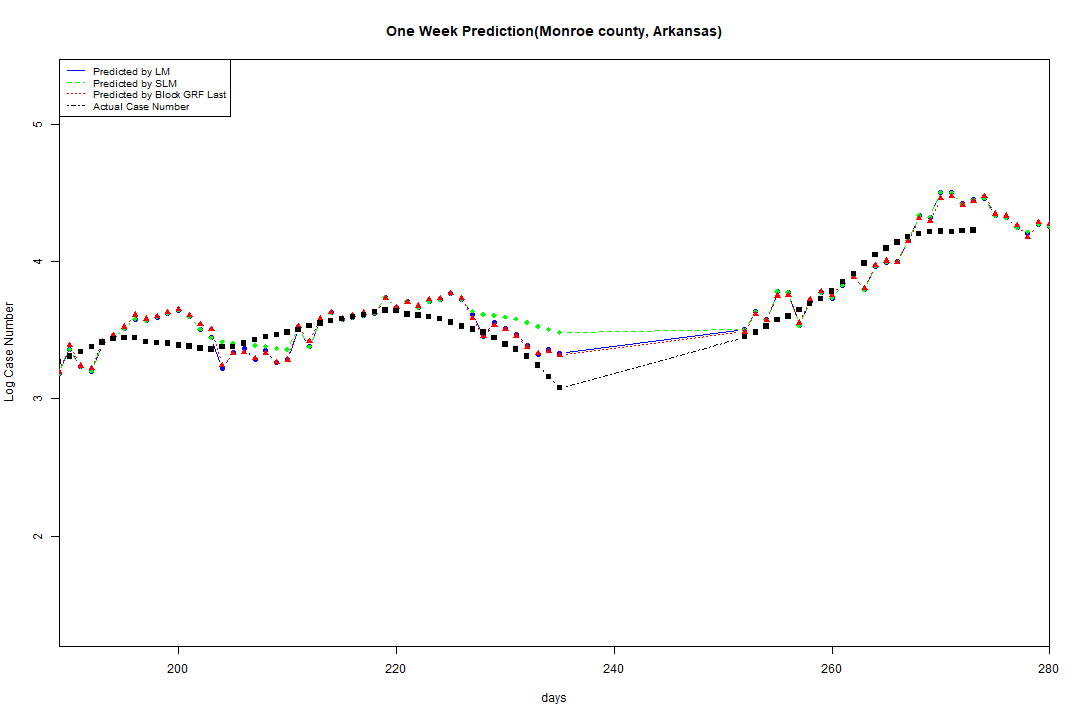 One Week Prediction(Monroe county, Arkansas)
Predicted by LM
Predicted by SLM
Predicted by Block GRF Last
Actual Case Number
5
4
3
2
Log Case Number
200 220 240 260 280
days